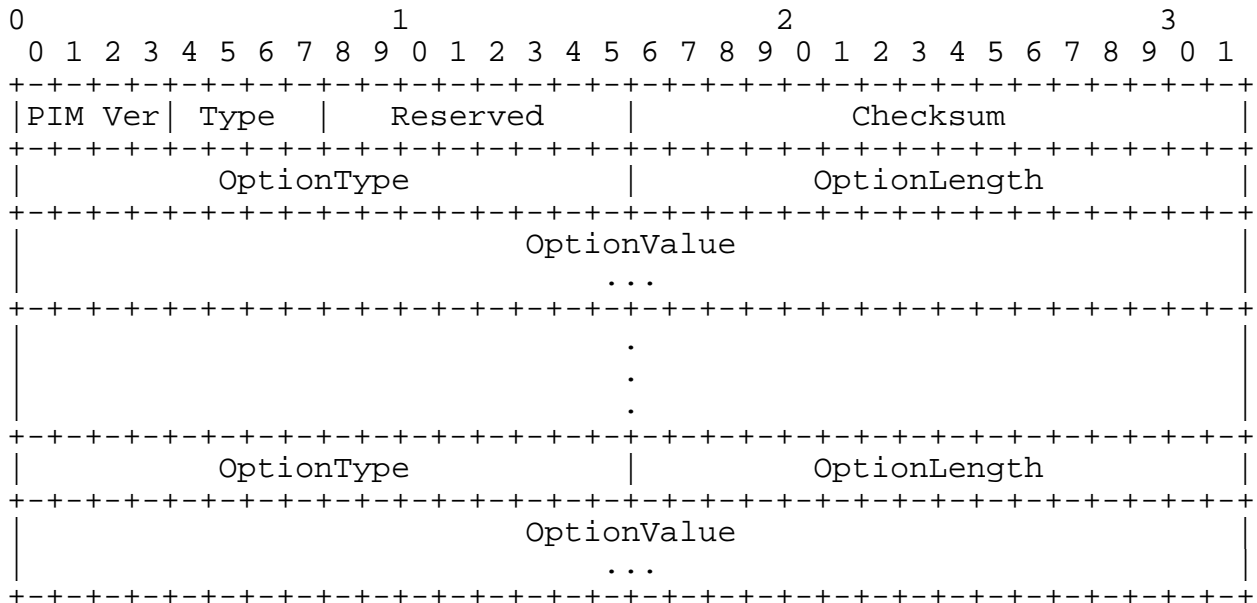 0                   1                   2                   3
 0 1 2 3 4 5 6 7 8 9 0 1 2 3 4 5 6 7 8 9 0 1 2 3 4 5 6 7 8 9 0 1
+-+-+-+-+-+-+-+-+-+-+-+-+-+-+-+-+-+-+-+-+-+-+-+-+-+-+-+-+-+-+-+-+
|PIM Ver| Type  |   Reserved    |           Checksum            |
+-+-+-+-+-+-+-+-+-+-+-+-+-+-+-+-+-+-+-+-+-+-+-+-+-+-+-+-+-+-+-+-+
|          OptionType           |         OptionLength          |
+-+-+-+-+-+-+-+-+-+-+-+-+-+-+-+-+-+-+-+-+-+-+-+-+-+-+-+-+-+-+-+-+
|                          OptionValue                          |
|                              ...                              |
+-+-+-+-+-+-+-+-+-+-+-+-+-+-+-+-+-+-+-+-+-+-+-+-+-+-+-+-+-+-+-+-+
|                               .                               |
|                               .                               |
|                               .                               |
+-+-+-+-+-+-+-+-+-+-+-+-+-+-+-+-+-+-+-+-+-+-+-+-+-+-+-+-+-+-+-+-+
|          OptionType           |         OptionLength          |
+-+-+-+-+-+-+-+-+-+-+-+-+-+-+-+-+-+-+-+-+-+-+-+-+-+-+-+-+-+-+-+-+
|                          OptionValue                          |
|                              ...                              |
+-+-+-+-+-+-+-+-+-+-+-+-+-+-+-+-+-+-+-+-+-+-+-+-+-+-+-+-+-+-+-+-+